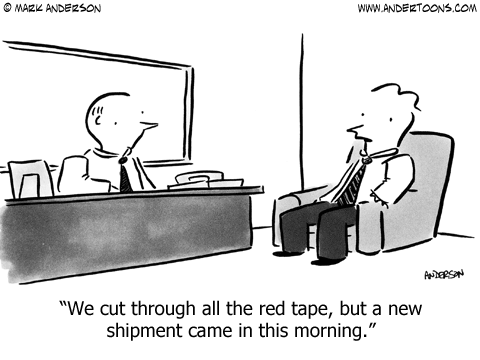 © MARK ANDERSON
WWW.ANDERTOONS.COM
ANDERSON
“We cut through all the red tape, but a new
shipment came in this morning.”